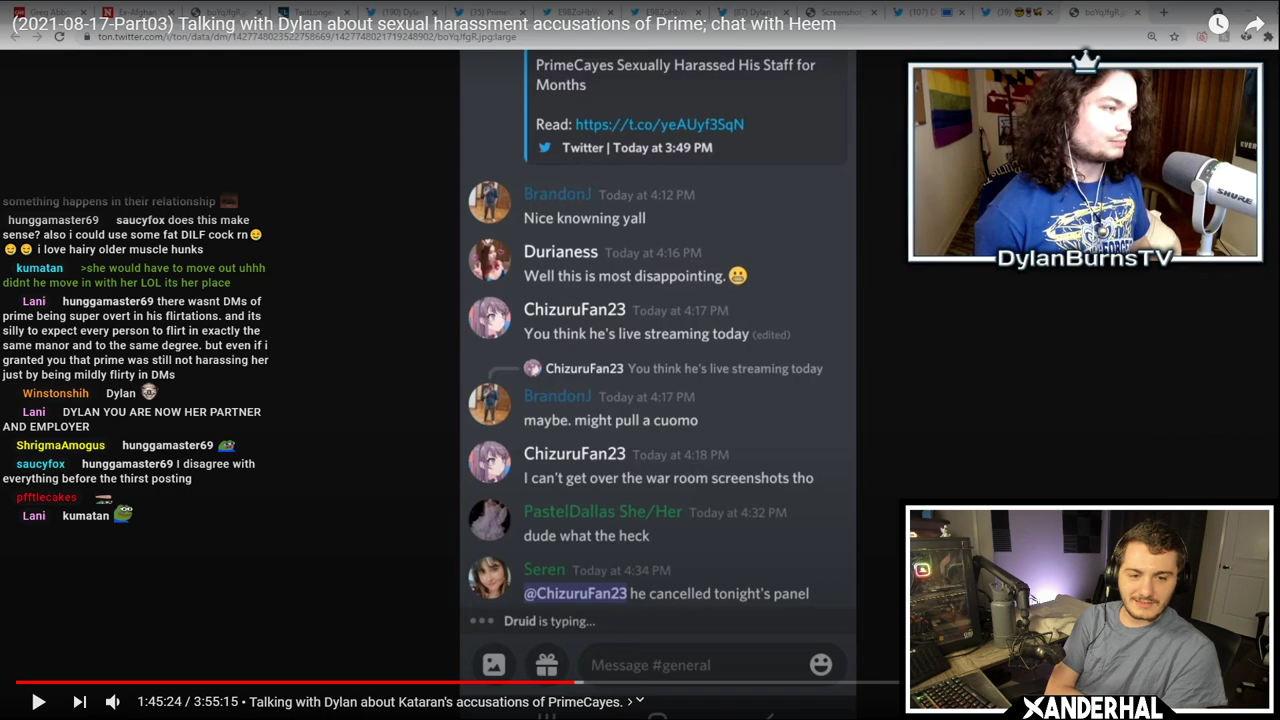 (2021-08-17-Part03) Talking with Dylan about sexual harassment accusations of Prime; chat with Heem
ton.twitter.com/i/ton/data/dm/1427748023522758669/1427748021719248902/boYqJfgR.jpg:large
something happens in their relationship
hunggamaster69 saucyfox does this make
sense? also i could use some fat DILF cock rn😏
😏 😏 i love hairy older muscle hunks
kumatan >she would have to move out uhhh
didnt he move in with her LOL its her place
Lani hunggamaster69 there wasnt DMs of
prime being super overt in his flirtations. and its
silly to expect every person to flirt in exactly the
same manor and to the same degree. but even if i
granted you that prime was still not harassing her
just by being mildly flirty in DMs
Winstonshih Dylan
Lani DYLAN YOU ARE NOW HER PARTNER
AND EMPLOYER
ShrigmaAmogus hunggamaster69
saucyfox hunggamaster69 I disagree with
everything before the thirst posting
pfftlecakes
Lani kumatan
PrimeCayes Sexually Harassed His Staff for
Months
Read: https://t.co/yeAUyf3SqN
Twitter | Today at 3:49 PM
BrandonJ Today at 4:12 PM
Nice knowning yall
Durianess Today at 4:16 PM
Well this is most disappointing.😬
ChizuruFan23 Today at 4:17 PM
You think he's live streaming today (edited)
ChizuruFan23 You think he's live streaming today
BrandonJ Today at 4:17 PM
maybe. might pull a cuomo
ChizuruFan23 Today at 4:18 PM
I can't get over the war room screenshots tho
PastelDallas She/Her Today at 4:32 PM
dude what the heck
Seren Today at 4:34 PM
@ChizuruFan23 he cancelled tonight's panel
Druid is typing...
Message #general
SHURE
DylanBurnsTV
XANDERHAL
1:45:24 / 3:55:15 • Talking with Dylan about Kataran's accusations of PrimeCayes. >